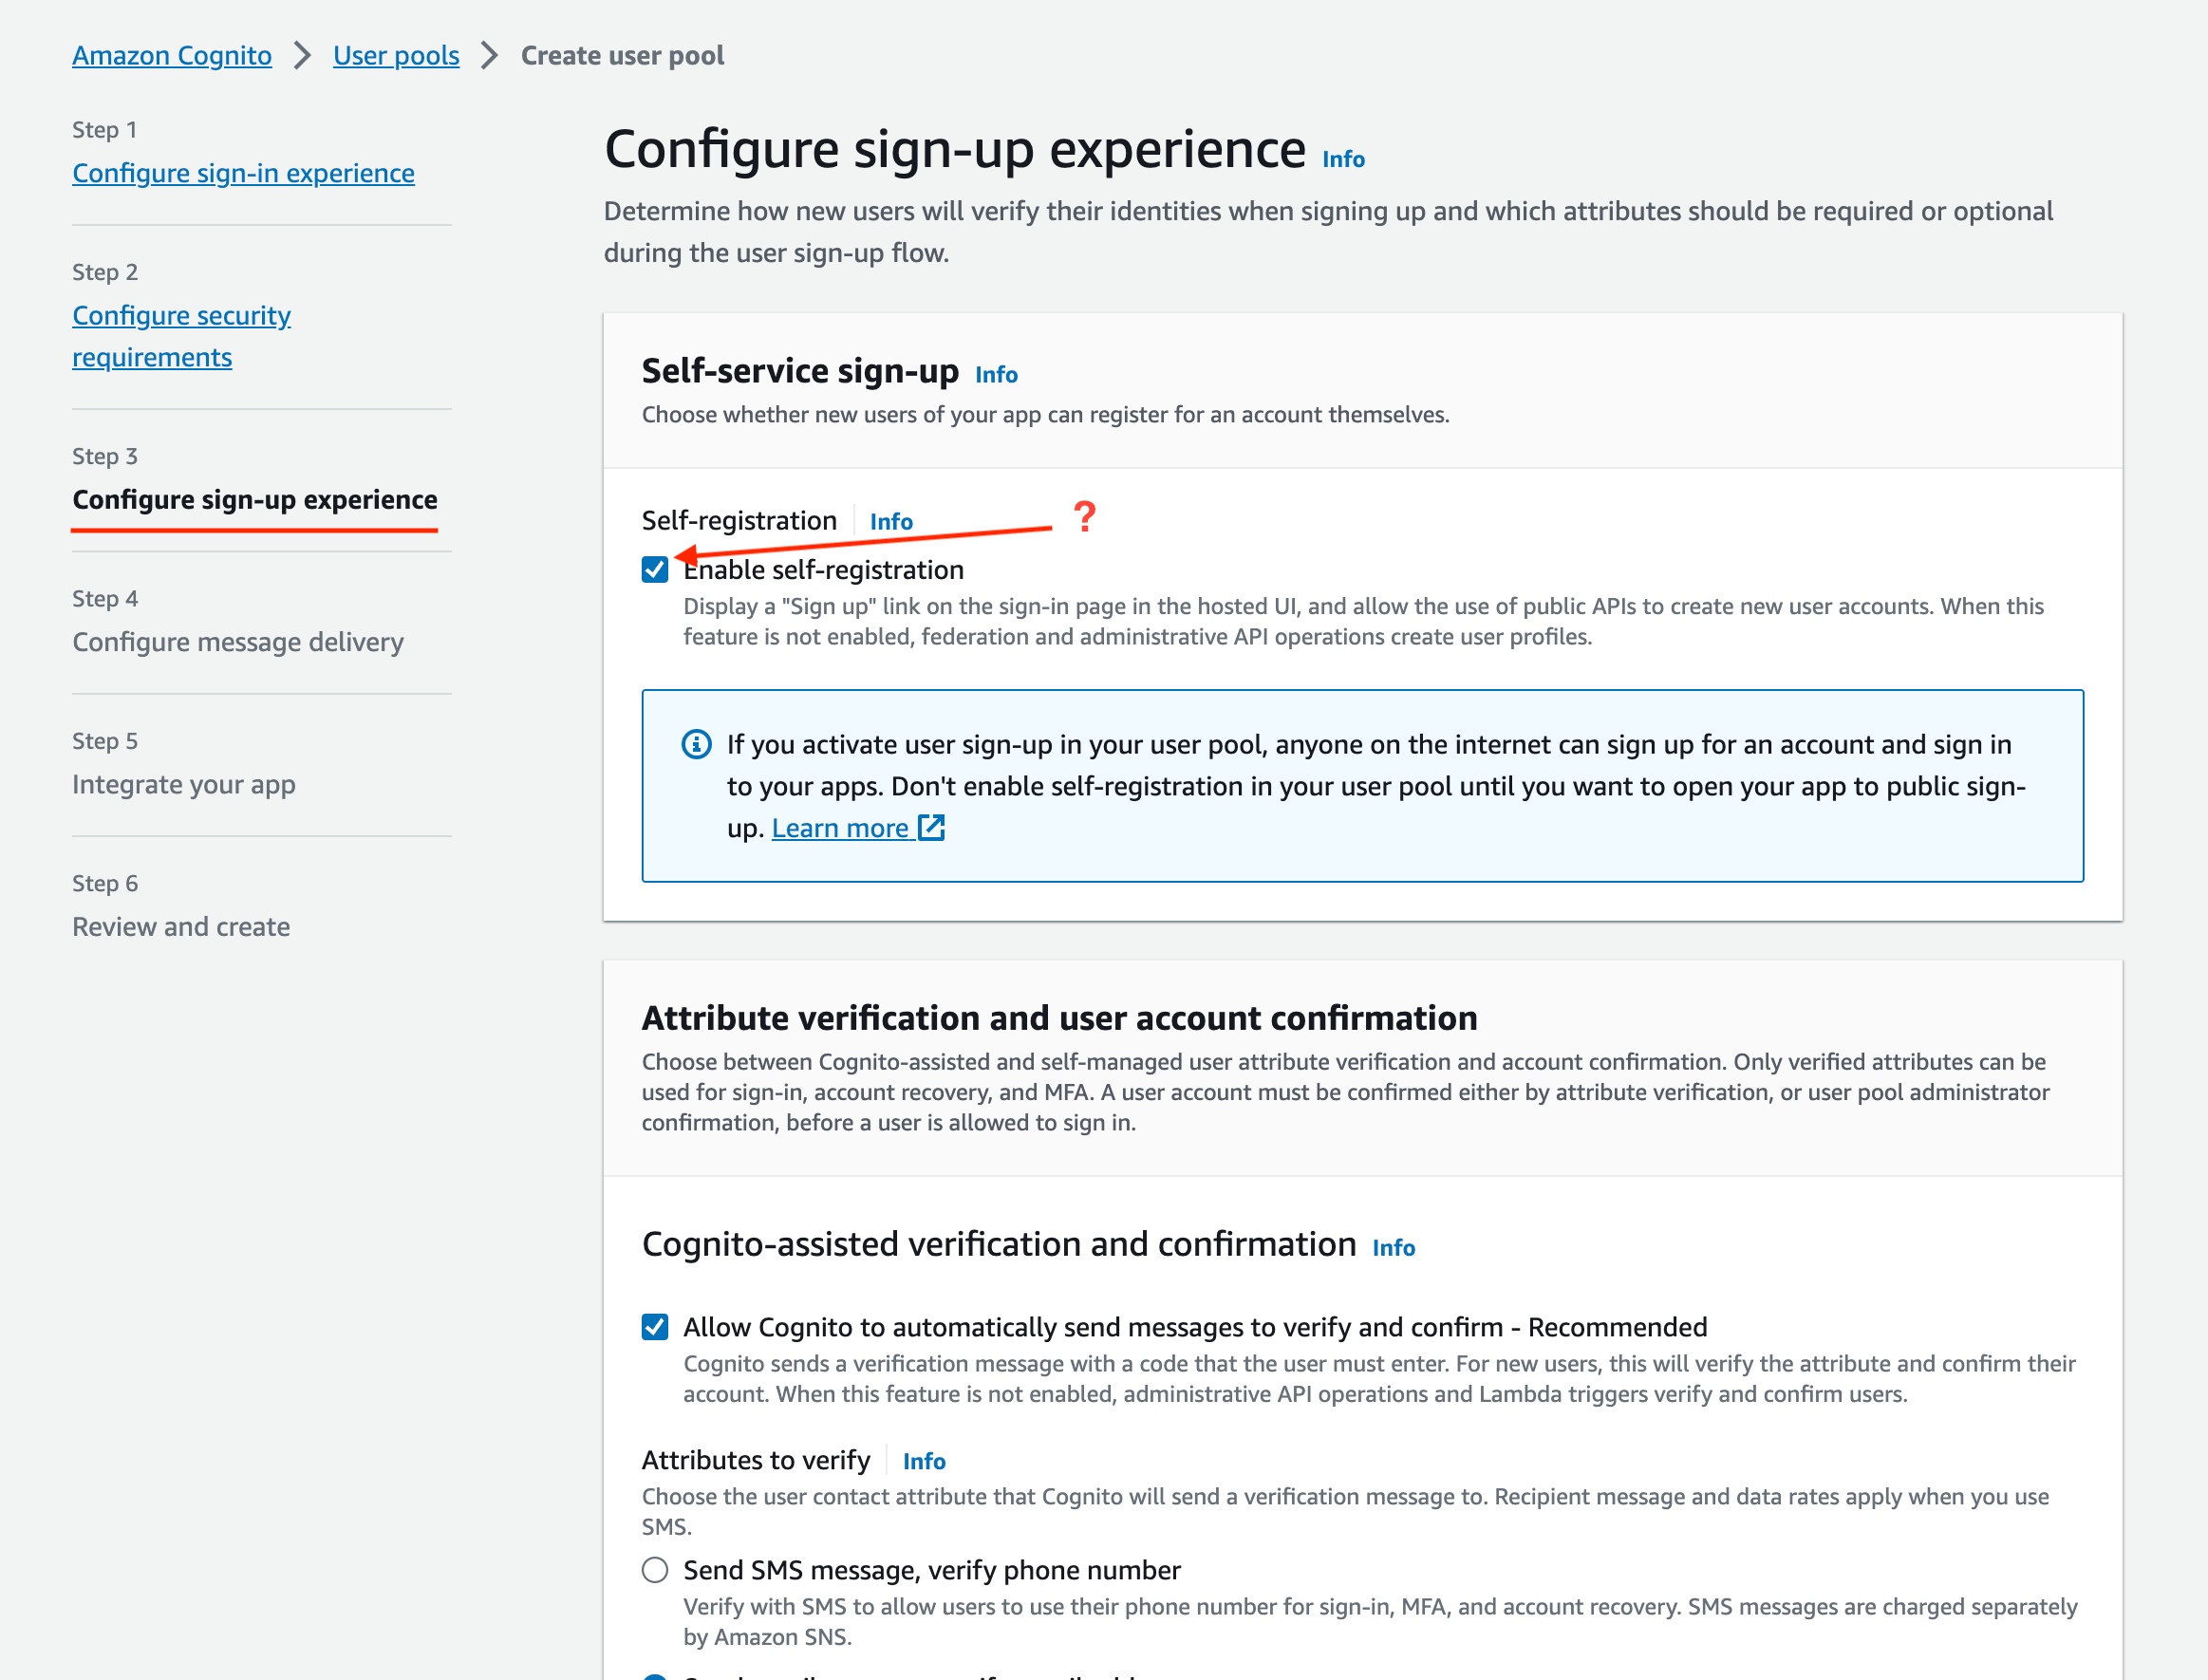 Amazon Cognito > User pools > Create user pool
Step 1
Configure sign-in experience
Step 2
Configure security
requirements
Step 3
Configure sign-up experience
Step 4
Configure message delivery
Step 5
Integrate your app
Step 6
Review and create
Configure sign-up experience Info
Determine how new users will verify their identities when signing up and which attributes should be required or optional
during the user sign-up flow.
Self-service sign-up Info
Choose whether new users of your app can register for an account themselves.
Self-registration Info
?
Enable self-registration
Display a "Sign up" link on the sign-in page in the hosted UI, and allow the use of public APIs to create new user accounts. When this
feature is not enabled, federation and administrative API operations create user profiles.
If you activate user sign-up in your user pool, anyone on the internet can sign up for an account and sign in
to your apps. Don't enable self-registration in your user pool until you want to open your app to public sign-
up. Learn more
Attribute verification and user account confirmation
Choose between Cognito-assisted and self-managed user attribute verification and account confirmation. Only verified attributes can be
used for sign-in, account recovery, and MFA. A user account must be confirmed either by attribute verification, or user pool administrator
confirmation, before a user is allowed to sign in.
Cognito-assisted verification and confirmation Info
Allow Cognito to automatically send messages to verify and confirm - Recommended
Cognito sends a verification message with a code that the user must enter. For new users, this will verify the attribute and confirm their
account. When this feature is not enabled, administrative API operations and Lambda triggers verify and confirm users.
Attributes to verify Info
Choose the user contact attribute that Cognito will send a verification message to. Recipient message and data rates apply when you use
SMS.
Send SMS message, verify phone number
Verify with SMS to allow users to use their phone number for sign-in, MFA, and account recovery. SMS messages are charged separately
by Amazon SNS.